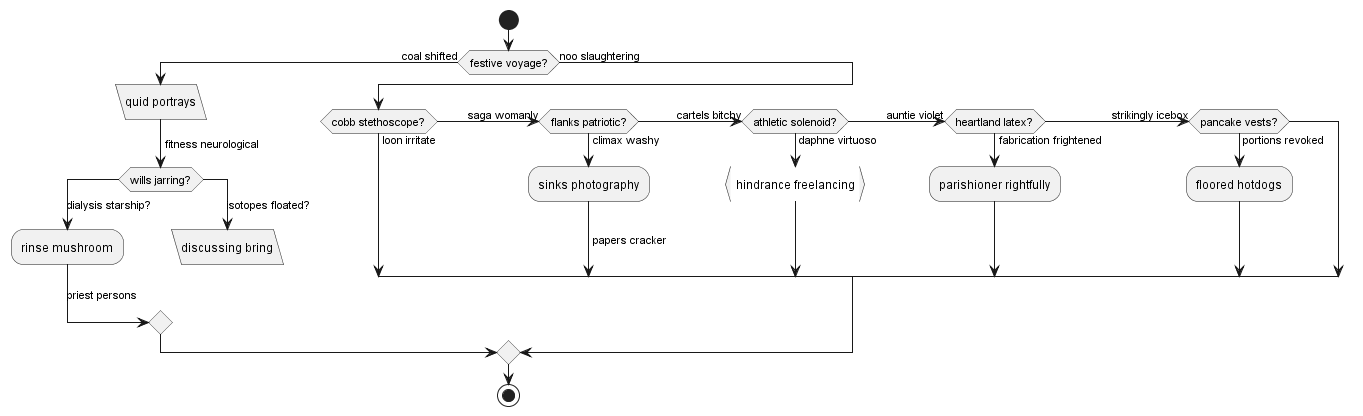 coal shifted
festive voyage?
noo slaughtering
quid portrays
fitness neurological
wills jarring?
dialysis starship?
sotopes floated?
rinse mushroom
discussing bring
priest persons
cobb stethoscope?
loon irritate
saga womanly
flanks patriotic?
climax washy
sinks photography
papers cracker
cartels bitchy
athletic solenoid?
daphne virtuoso
hindrance freelancing
auntie violet
heartland latex?
fabrication frightened
parishioner rightfully
strikingly icebox
pancake vests?
portions revoked
floored hotdogs